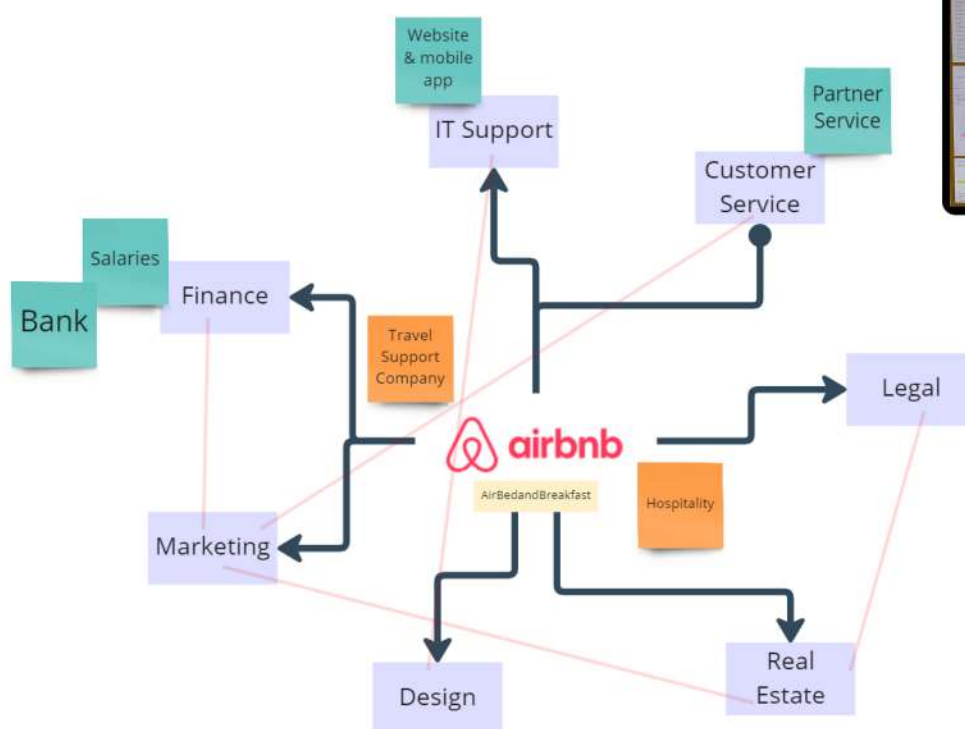 Website
& mobile
app
IT Support
Partner
Service
Customer
Service
Salaries
Finance
Bank
Travel
Support
Company
Legal
airbnb
AirBedandBreakfast
Hospitality
Marketing
Design
Real
Estate